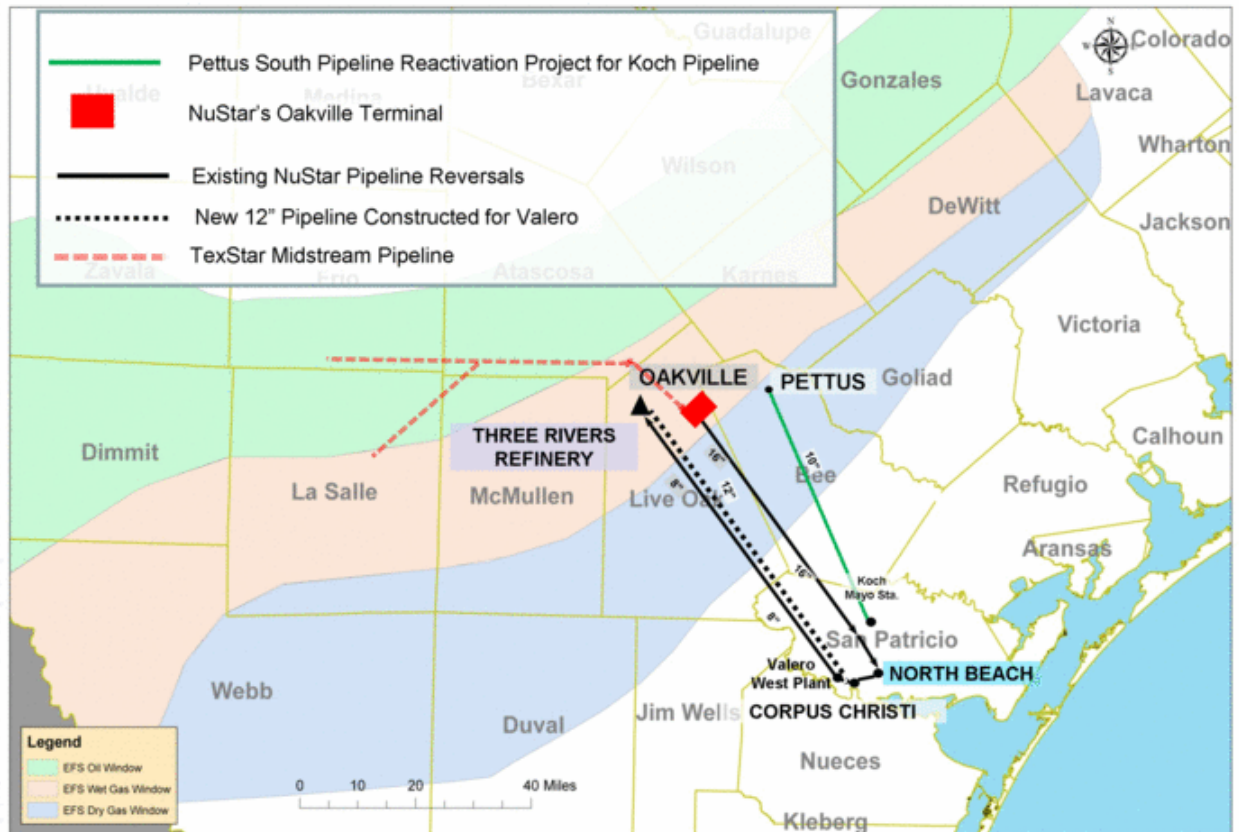 Pettus South Pipeline Reactivation Project for Koch Pipeline
NuStar's Oakville Terminal
Existing NuStar Pipeline Reversals
New 12" Pipeline Constructed for Valero
TexStar Midstream Pipeline
Guadalupe
Uvalde
Medina
Bexar
Wilson
Zavala
Frio
Atascosa
Karnes
N
W
E
S
Colorado
Gonzales
Lavaca
Wharton
DeWitt
Jackson
Victoria
OAKVILLE
PETTUS
Goliad
THREE RIVERS
REFINERY
Calhoun
Dimmit
La Salle
McMullen
Live Oak
Bee
Refugio
16"
12"
8"
10"
Aransas
16"
8"
Koch
Mayo Sta.
San Patricio
Valero
West Plant
NORTH BEACH
Webb
Duval
Jim Wells
CORPUS CHRISTI
Nueces
Kleberg
Legend
EFS Oil Window
EFS Wet Gas Window
EFS Dry Gas Window
0 10 20 40 Miles